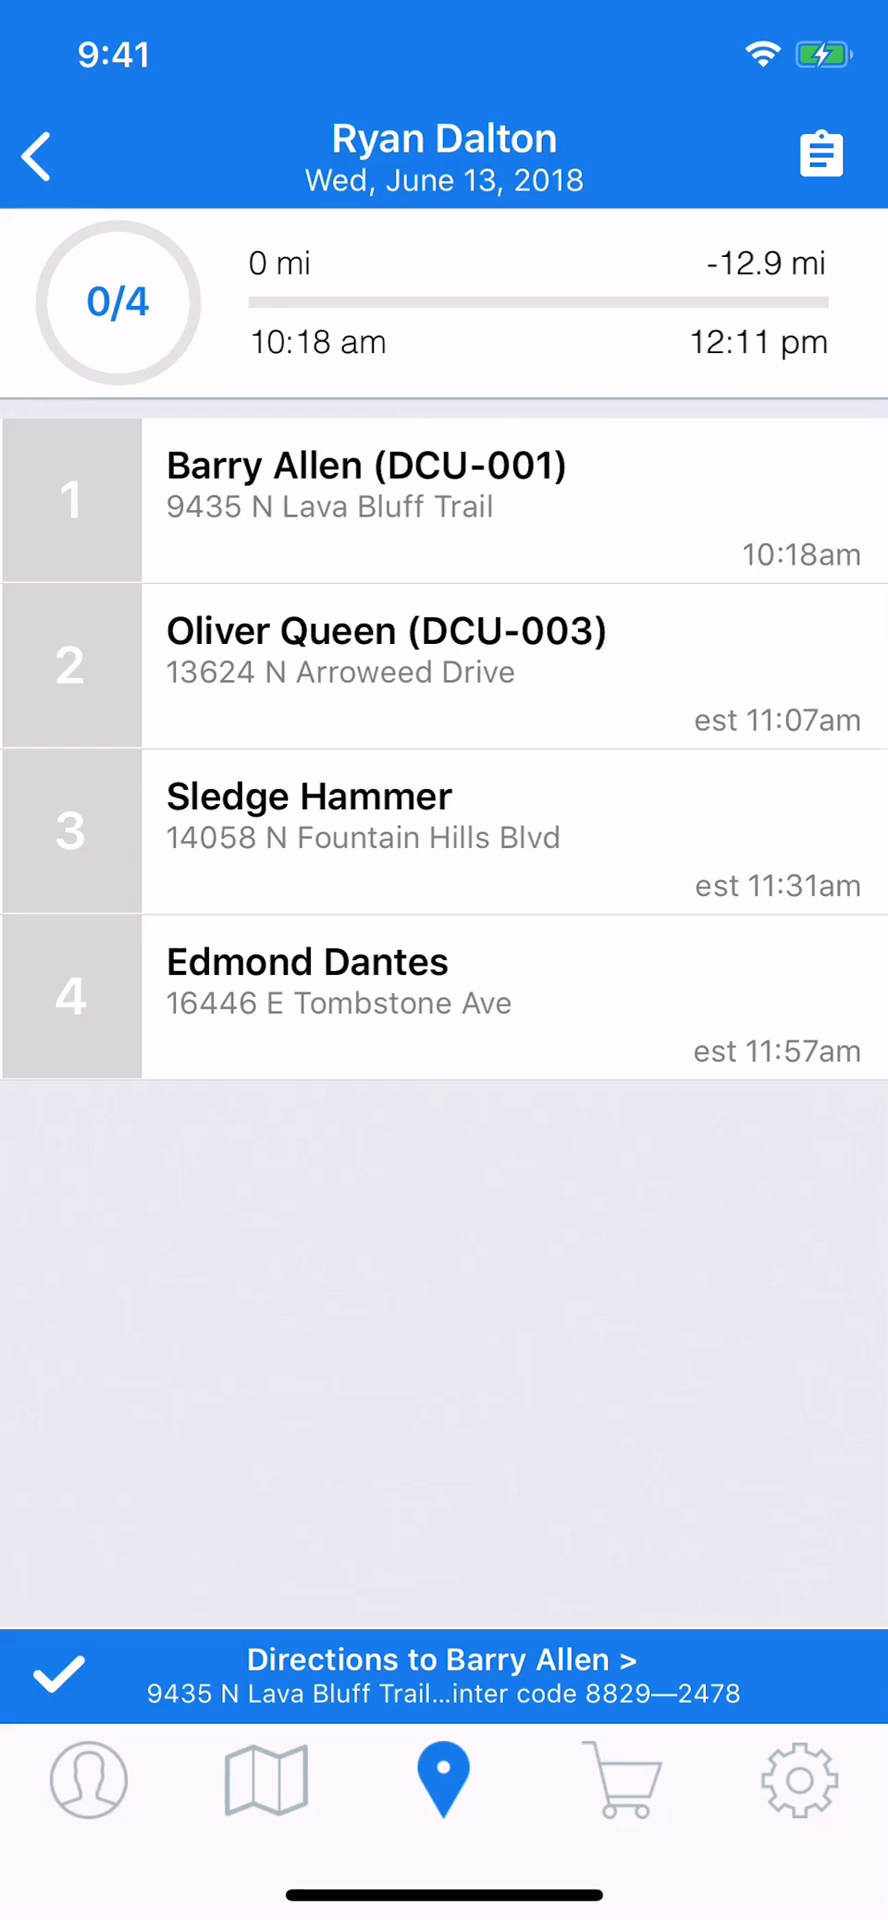 9:41
Ryan Dalton
Wed, June 13, 2018
0/4
0 mi
-12.9 mi
10:18 am
12:11 pm
1
Barry Allen (DCU-001)
9435 N Lava Bluff Trail
10:18am
2
Oliver Queen (DCU-003)
13624 N Arroweed Drive
est 11:07am
3
Sledge Hammer
14058 N Fountain Hills Blvd
est 11:31am
4
Edmond Dantes
16446 E Tombstone Ave
est 11:57am
Directions to Barry Allen >
9435 N Lava Bluff Trail...inter code 8829—2478